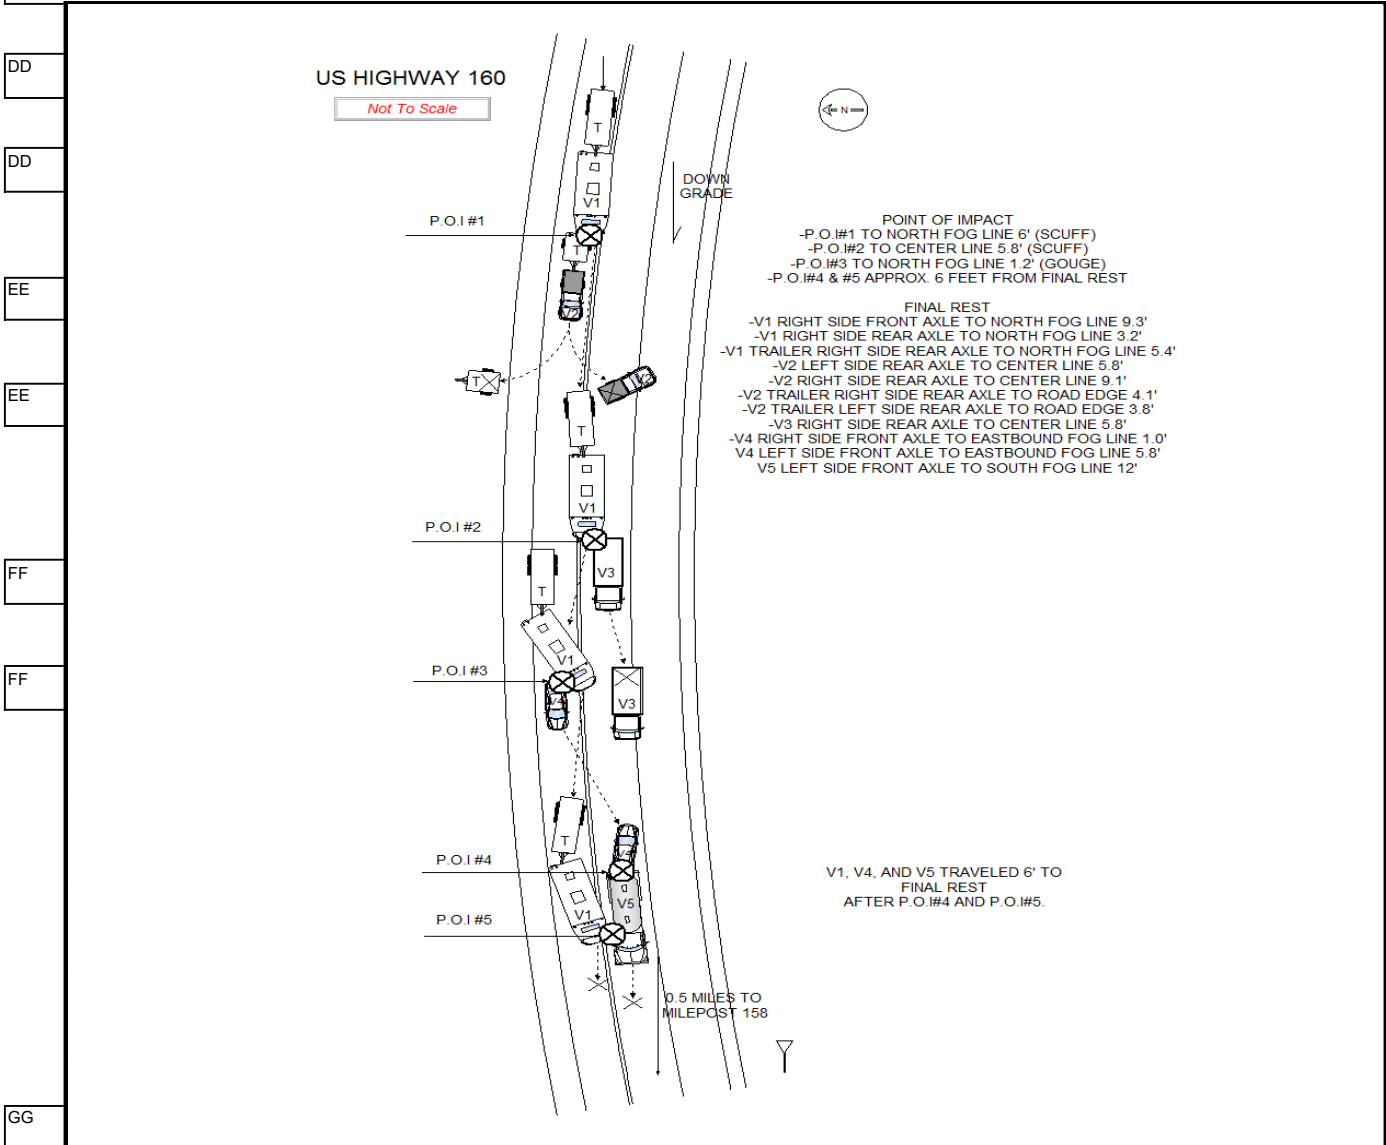 DD
DD
EE
EE
FF
FF
GG
US HIGHWAY 160
Not To Scale
N
T
V1
DOWN
GRADE
P.O.I #1
T
V2
POINT OF IMPACT
-P.O.I#1 TO NORTH FOG LINE 6' (SCUFF)
-P.O.I#2 TO CENTER LINE 5.8' (SCUFF)
-P.O.I#3 TO NORTH FOG LINE 1.2' (GOUGE)
-P.O.I#4 & #5 APPROX. 6 FEET FROM FINAL REST
FINAL REST
-V1 RIGHT SIDE FRONT AXLE TO NORTH FOG LINE 9.3'
-V1 RIGHT SIDE REAR AXLE TO NORTH FOG LINE 3.2'
-V1 TRAILER RIGHT SIDE REAR AXLE TO NORTH FOG LINE 5.4'
-V2 LEFT SIDE REAR AXLE TO CENTER LINE 5.8'
-V2 RIGHT SIDE REAR AXLE TO CENTER LINE 9.1'
-V2 TRAILER RIGHT SIDE REAR AXLE TO ROAD EDGE 4.1'
-V2 TRAILER LEFT SIDE REAR AXLE TO ROAD EDGE 3.8'
-V3 RIGHT SIDE REAR AXLE TO CENTER LINE 5.8'
-V4 RIGHT SIDE FRONT AXLE TO EASTBOUND FOG LINE 1.0'
V4 LEFT SIDE FRONT AXLE TO EASTBOUND FOG LINE 5.8'
V5 LEFT SIDE FRONT AXLE TO SOUTH FOG LINE 12'
T
V2
T
V1
P.O.I #2
V3
T
V1
P.O.I #3
V4
V3
T
V4
P.O.I #4
V1
V5
P.O.I #5
V1, V4, AND V5 TRAVELED 6' TO
FINAL REST
AFTER P.O.I#4 AND P.O.I#5.
0.5 MILES TO
MILEPOST 158